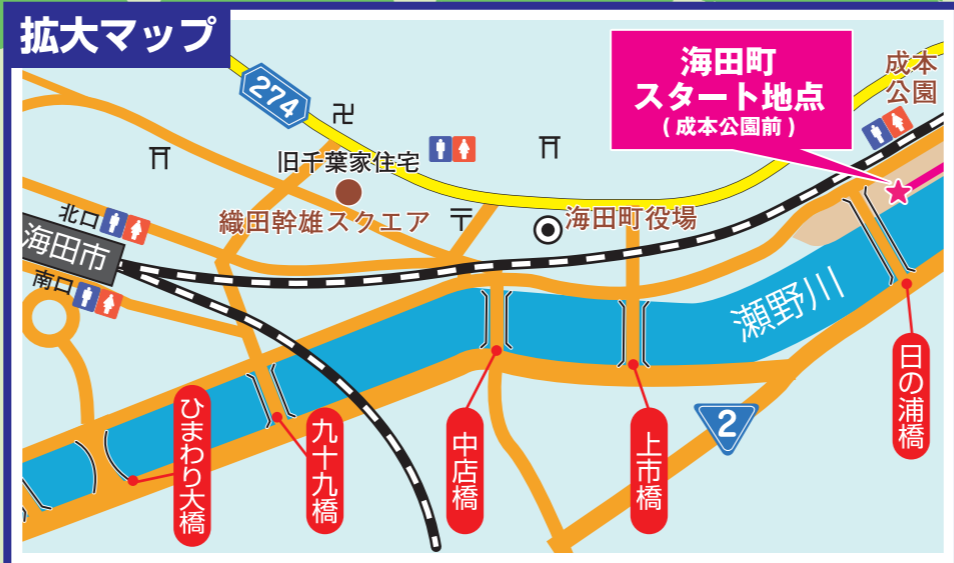 拡大マップ
274
海田町
スタート地点
(成本公園前)
成本
公園
旧千葉家住宅
織田幹雄スクエア
海田町役場
北口
海田市
南口
瀬野川
2
ひまわり大橋
九十九橋
中店橋
上市橋
日の浦橋